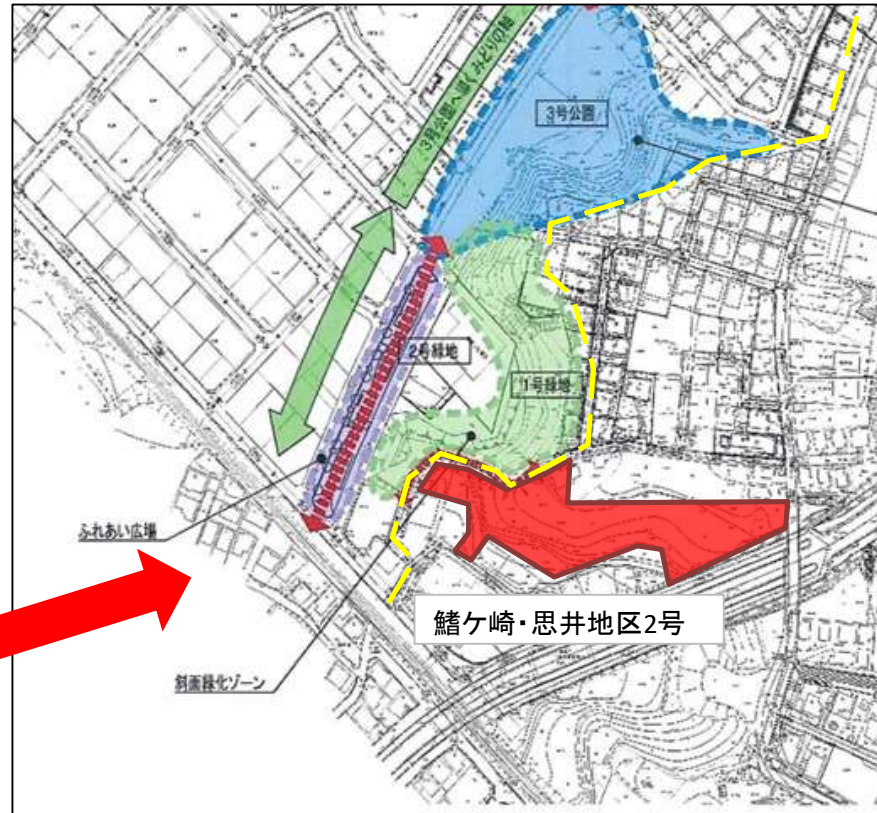 3号公園へ導くみどりの軸
3号公園
2号緑地
1号緑地
ふれあい広場
鰭ケ崎・思井地区2号
斜面緑化ゾーン